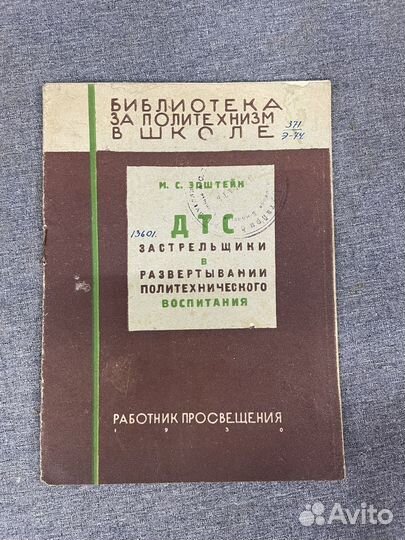 БИБЛИОТЕКА
ЗА ПОЛИТЕХНИЗМ
В ШКОЛЕ
371
Э-74
М. С. ЭПШТЕЙН
ДТС
13601
ЗАСТРЕЛЬЩИКИ
В
РАЗВЕРТЫВАНИИ
ПОЛИТЕХНИЧЕСКОГО
ВОСПИТАНИЯ
РАБОТНИК ПРОСВЕЩЕНИЯ
1930
Avito